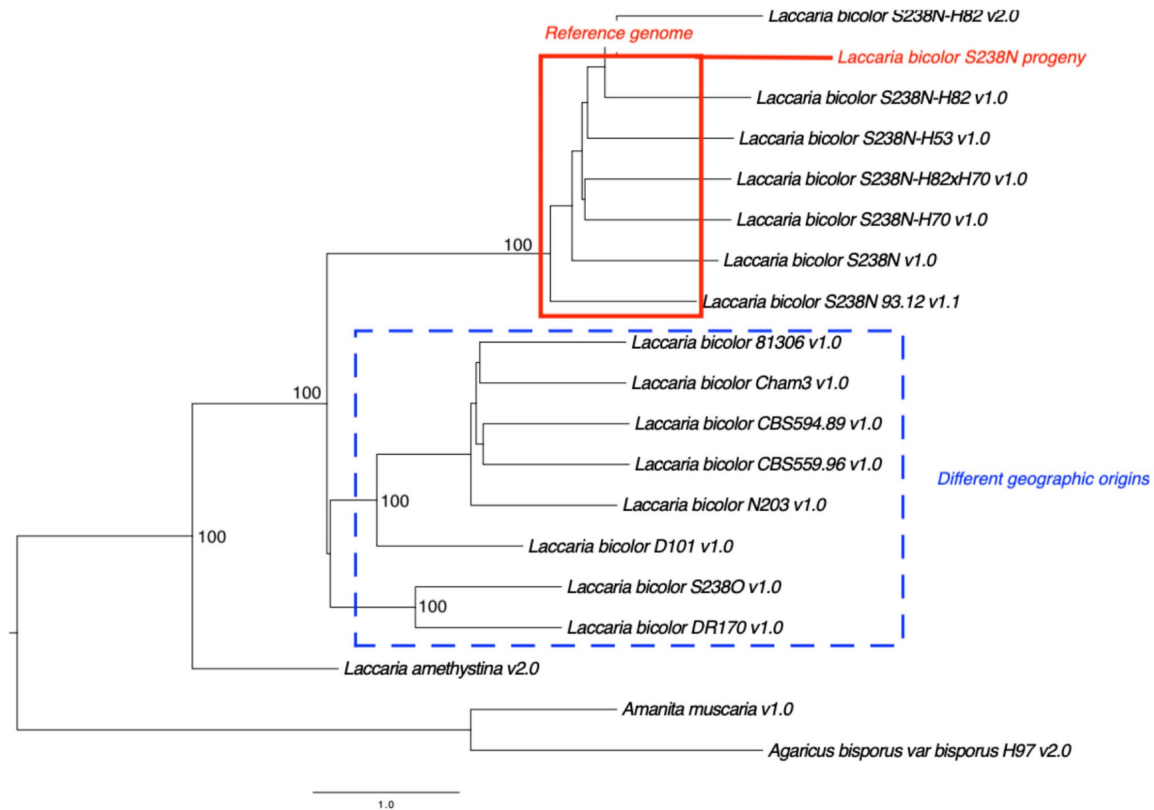 Laccaria bicolor S238N-H82 v2.0
Reference genome
Laccaria bicolor S238N progeny
Laccaria bicolor S238N-H82 v1.0
Laccaria bicolor S238N-H53 v1.0
Laccaria bicolor S238N-H82xH70 v1.0
Laccaria bicolor S238N-H70 v1.0
100
Laccaria bicolor S238N v1.0
Laccaria bicolor S238N 93.12 v1.1
Laccaria bicolor 81306 v1.0
Laccaria bicolor Cham3 v1.0
100
Laccaria bicolor CBS594.89 v1.0
Laccaria bicolor CBS559.96 v1.0
Different geographic origins
100
Laccaria bicolor N203 v1.0
100
Laccaria bicolor D101 v1.0
Laccaria bicolor S238O v1.0
100
Laccaria bicolor DR170 v1.0
Laccaria amethystina v2.0
Amanita muscaria v1.0
Agaricus bisporus var bisporus H97 v2.0
1.0